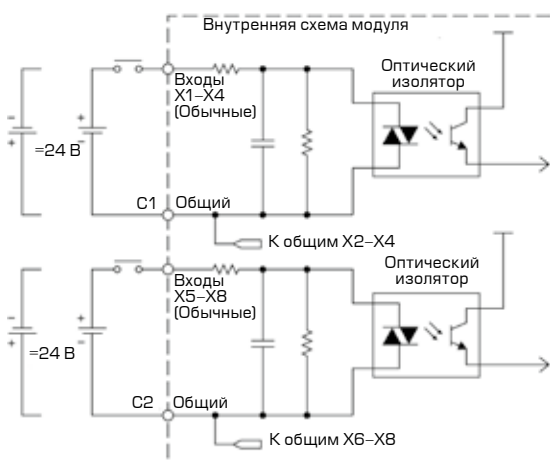 Внутренняя схема модуля
Оптический
изолятор
Входы
X1–X4
(Обычные)
–
+
+
–
=24 В
C1
Общий
К общим X2–X4
Оптический
изолятор
Входы
X5–X8
(Обычные)
–
+
+
–
=24 В
C2
Общий
К общим X6–X8